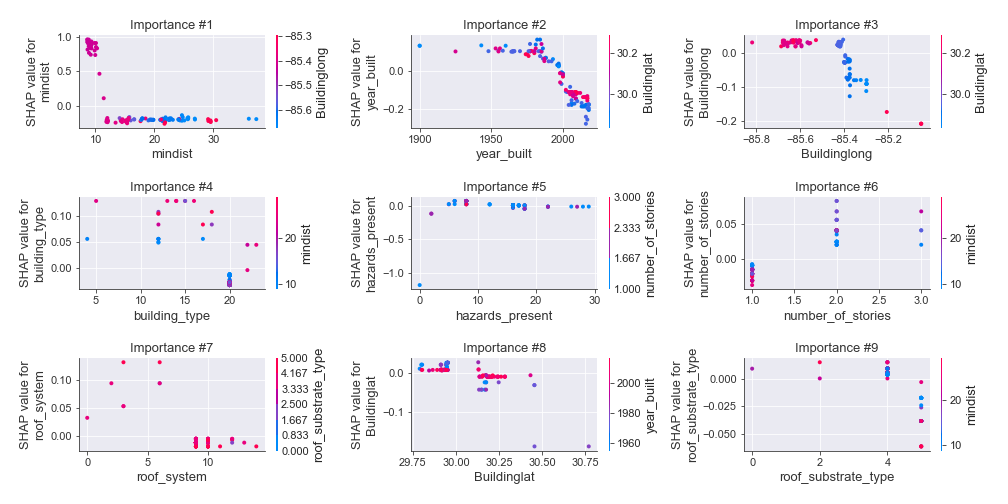 Importance #1
Importance #2
Importance #3
SHAP value for
mindist
1.0
0.5
0.0
10
20
30
mindist
−85.3
−85.4
−85.5
−85.6
Buildinglong
SHAP value for
year_built
0.0
−0.2
1900
1950
2000
year_built
30.2
30.0
Buildinglat
SHAP value for
Buildinglong
0.0
−0.1
−0.2
−85.8
−85.6
−85.4
−85.2
Buildinglong
30.2
30.0
Buildinglat
Importance #4
Importance #5
Importance #6
SHAP value for
building_type
0.10
0.05
0.00
5
10
15
20
building_type
20
10
mindist
SHAP value for
hazards_present
0.0
−0.5
−1.0
0
10
20
30
hazards_present
3.000
2.333
1.667
1.000
number_of_stories
SHAP value for
number_of_stories
0.05
0.00
1.0
1.5
2.0
2.5
3.0
number_of_stories
20
10
mindist
Importance #7
Importance #8
Importance #9
SHAP value for
roof_system
0.10
0.05
0.00
0
5
10
roof_system
5.000
4.167
3.333
2.500
1.667
0.833
0.000
roof_substrate_type
SHAP value for
Buildinglat
0.0
−0.1
29.75
30.00
30.25
30.50
30.75
Buildinglat
2000
1980
1960
year_built
SHAP value for
roof_substrate_type
0.000
−0.025
−0.050
0
2
4
roof_substrate_type
20
10
mindist